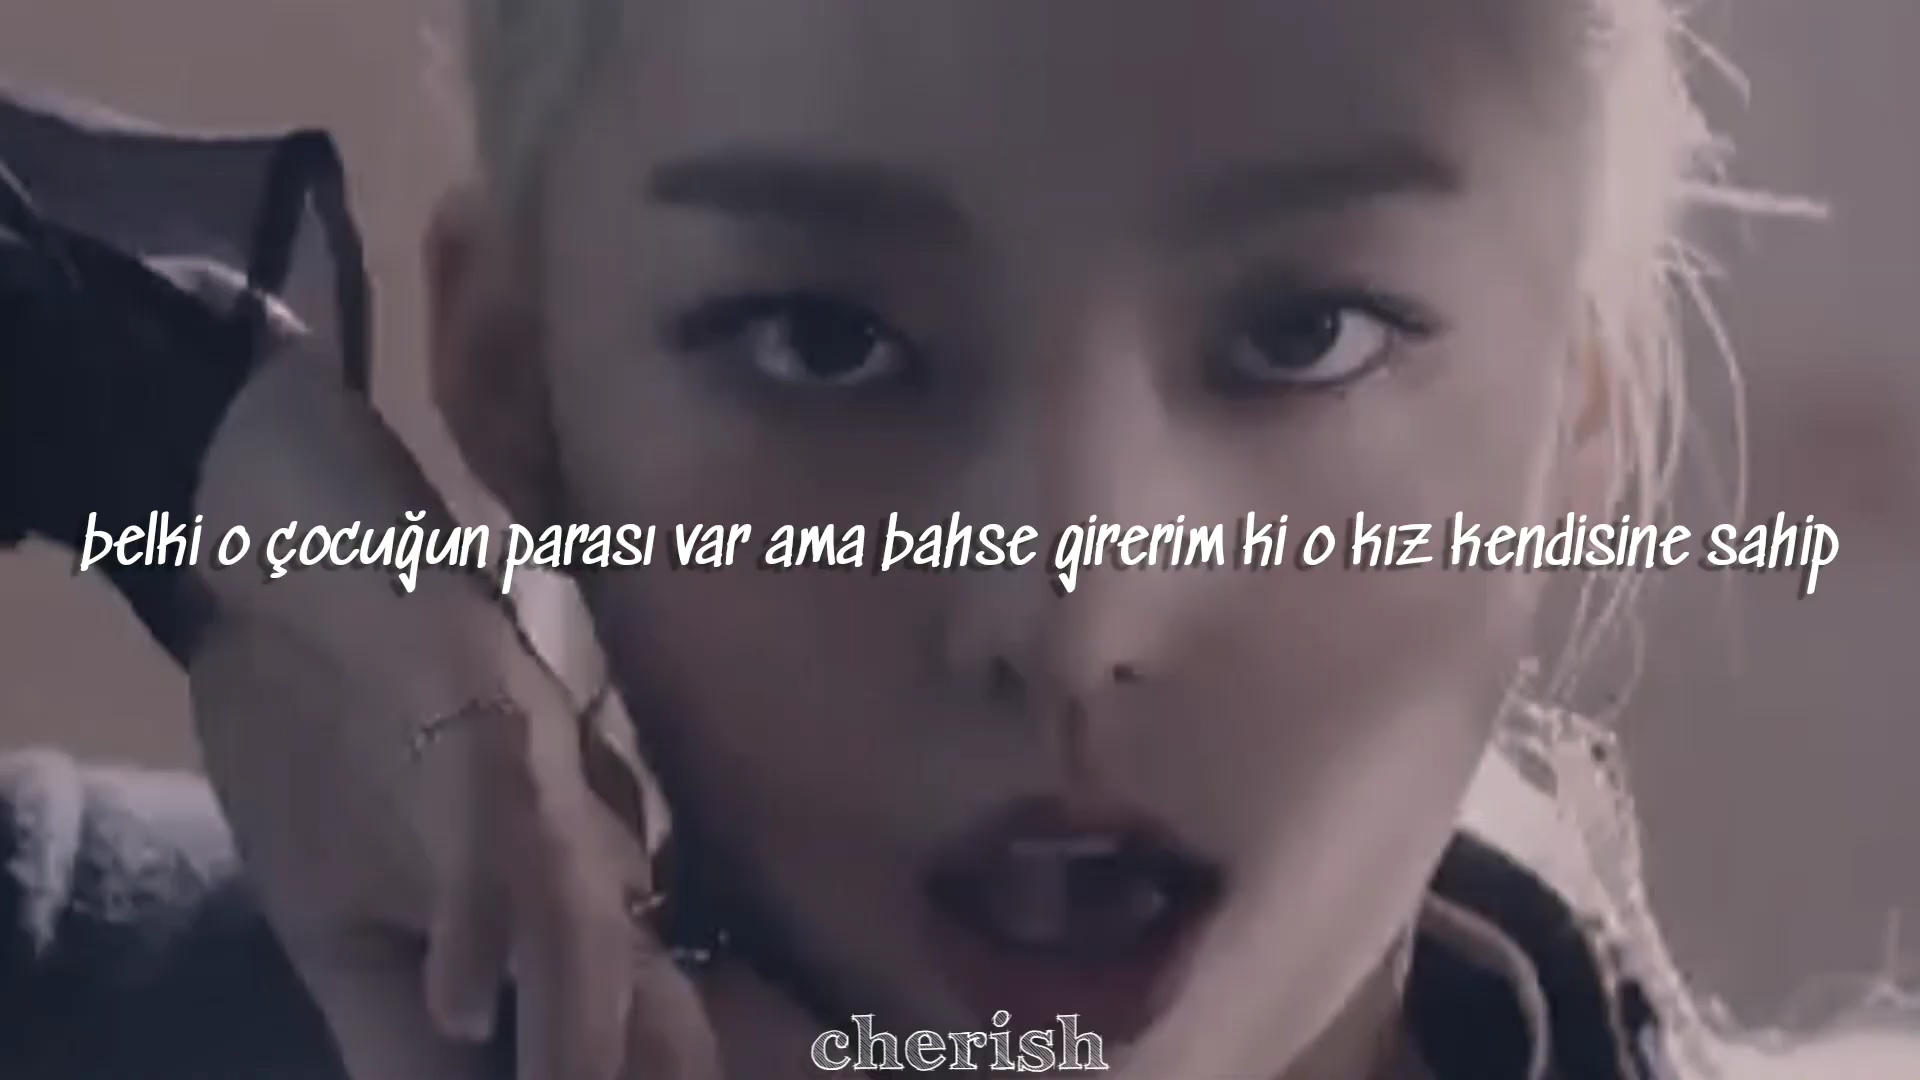 belki o çocuğun parası var ama bahse girerim ki o kız kendisine sahip
cherish